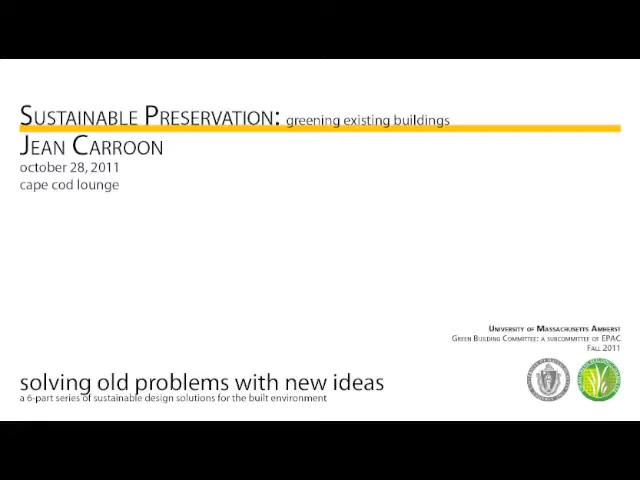 Sustainable Preservation: greening existing buildings
Jean Carroon
october 28, 2011
cape cod lounge
University of Massachusetts Amherst
Green Building Committee: a subcommittee of EPAC
Fall 2011
solving old problems with new ideas
a 6-part series of sustainable design solutions for the built environment